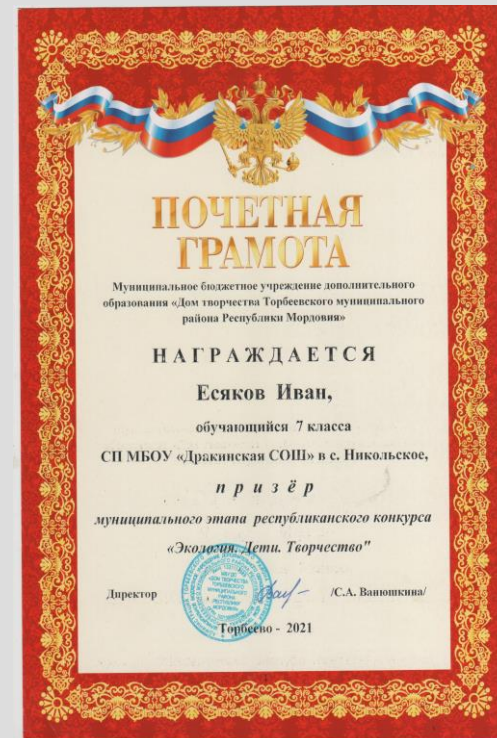 ПОЧЕТНАЯ
ГРАМОТА
Муниципальное бюджетное учреждение дополнительного
образования «Дом творчества Торбеевского муниципального
района Республики Мордовия»
НАГРАЖДАЕТСЯ
Есяков Иван,
обучающийся 7 класса
СП МБОУ «Дракинская СОШ» в с. Никольское,
призёр
муниципального этапа республиканского конкурса
«Экология. Дети. Творчество"
Директор /С.А. Ванюшкина/
Торбеево - 2021